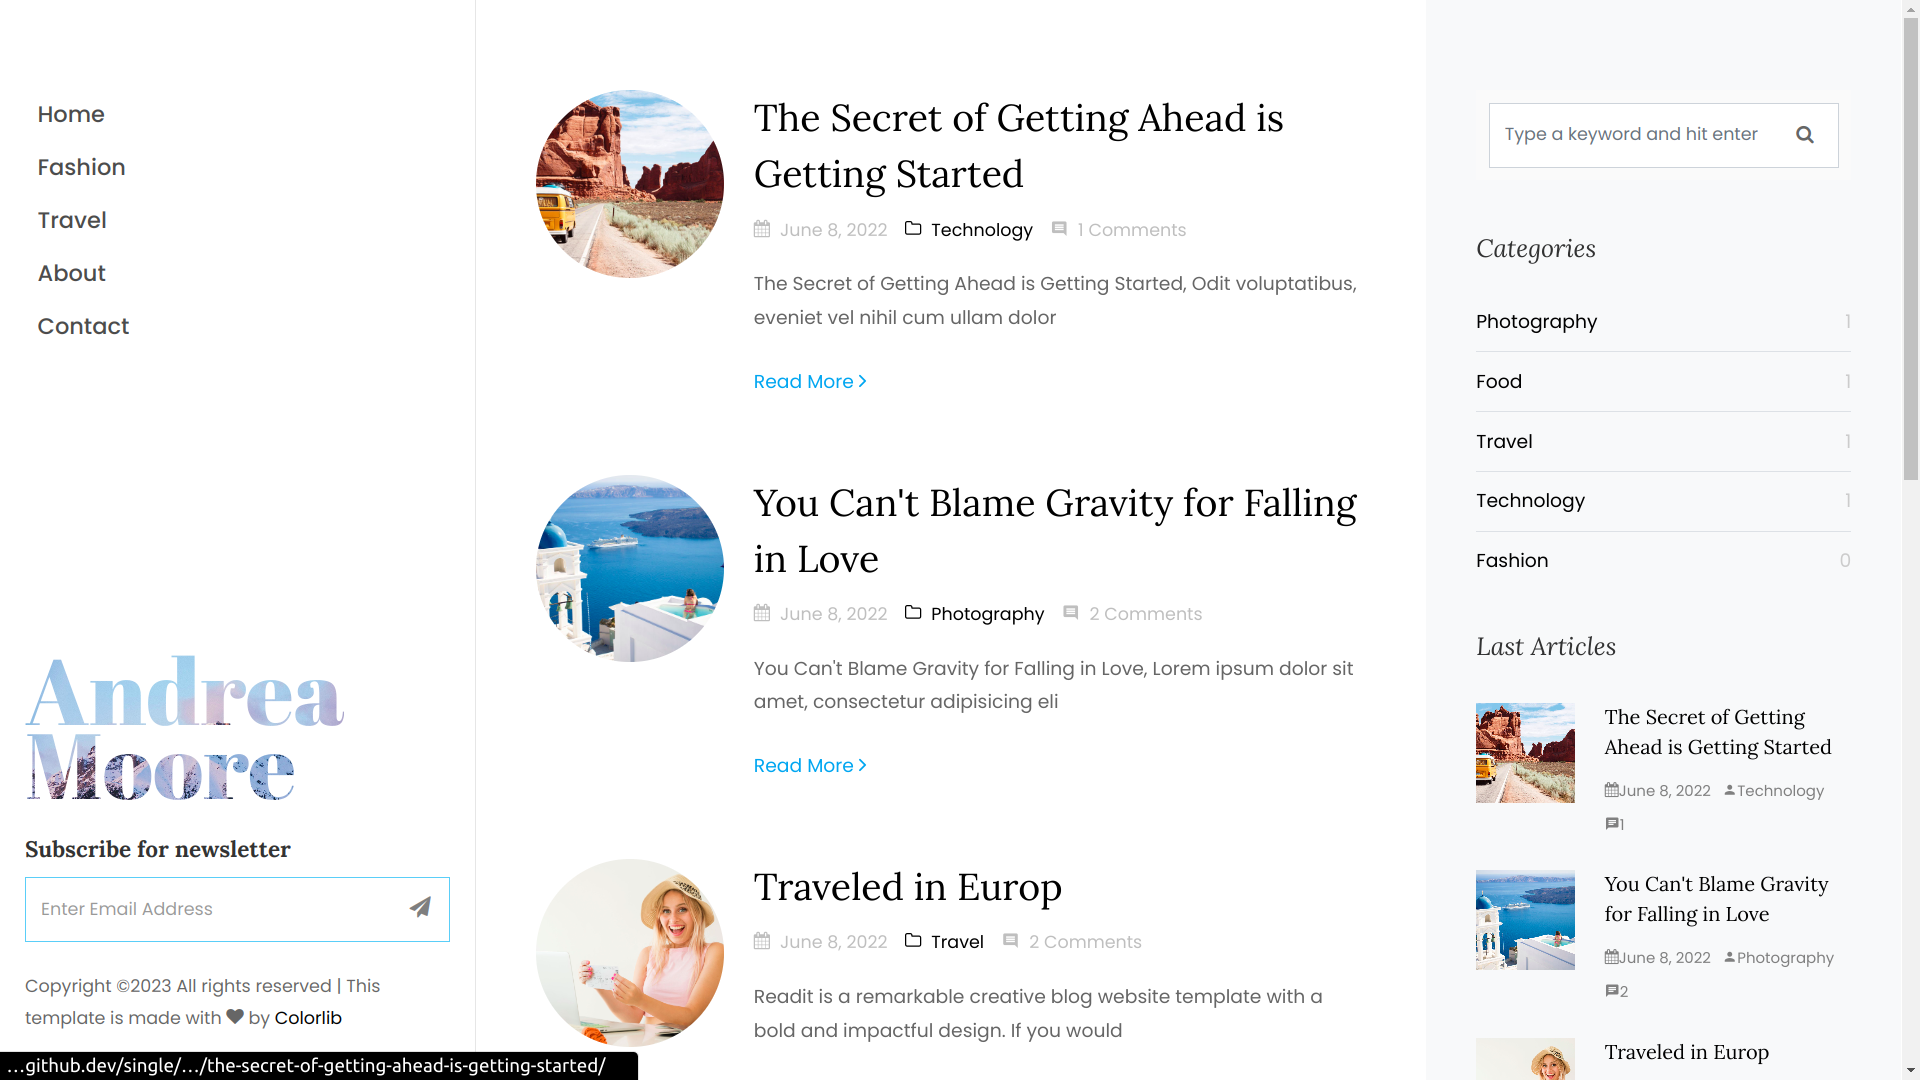 Home
Fashion
Travel
About
Contact
Andrea
Moore
Subscribe for newsletter
Enter Email Address
Copyright ©2023 All rights reserved | This
template is made with by Colorlib
The Secret of Getting Ahead is
Getting Started
June 8, 2022 Technology 1 Comments
The Secret of Getting Ahead is Getting Started, Odit voluptatibus,
eveniet vel nihil cum ullam dolor
Read More
You Can't Blame Gravity for Falling
in Love
June 8, 2022 Photography 2 Comments
You Can't Blame Gravity for Falling in Love, Lorem ipsum dolor sit
amet, consectetur adipisicing eli
Read More
Traveled in Europ
June 8, 2022 Travel 2 Comments
Readit is a remarkable creative blog website template with a
bold and impactful design. If you would
Type a keyword and hit enter
Categories
Photography 1
Food 1
Travel 1
Technology 1
Fashion 0
Last Articles
The Secret of Getting
Ahead is Getting Started
June 8, 2022 Technology
1
You Can't Blame Gravity
for Falling in Love
June 8, 2022 Photography
2
Traveled in Europ
...github.dev/single/.../the-secret-of-getting-ahead-is-getting-started/